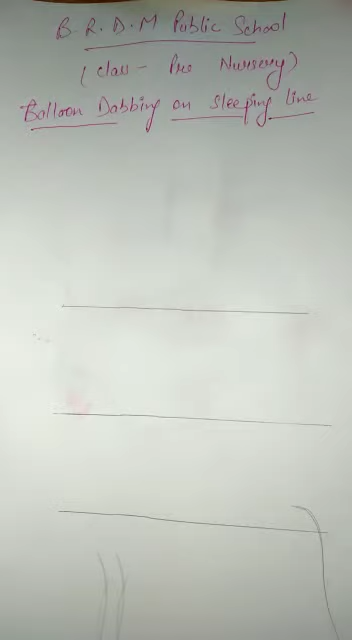 B.R.D.M Public School
(Class - Pre Nursery)
Balloon Dabbing on sleeping line